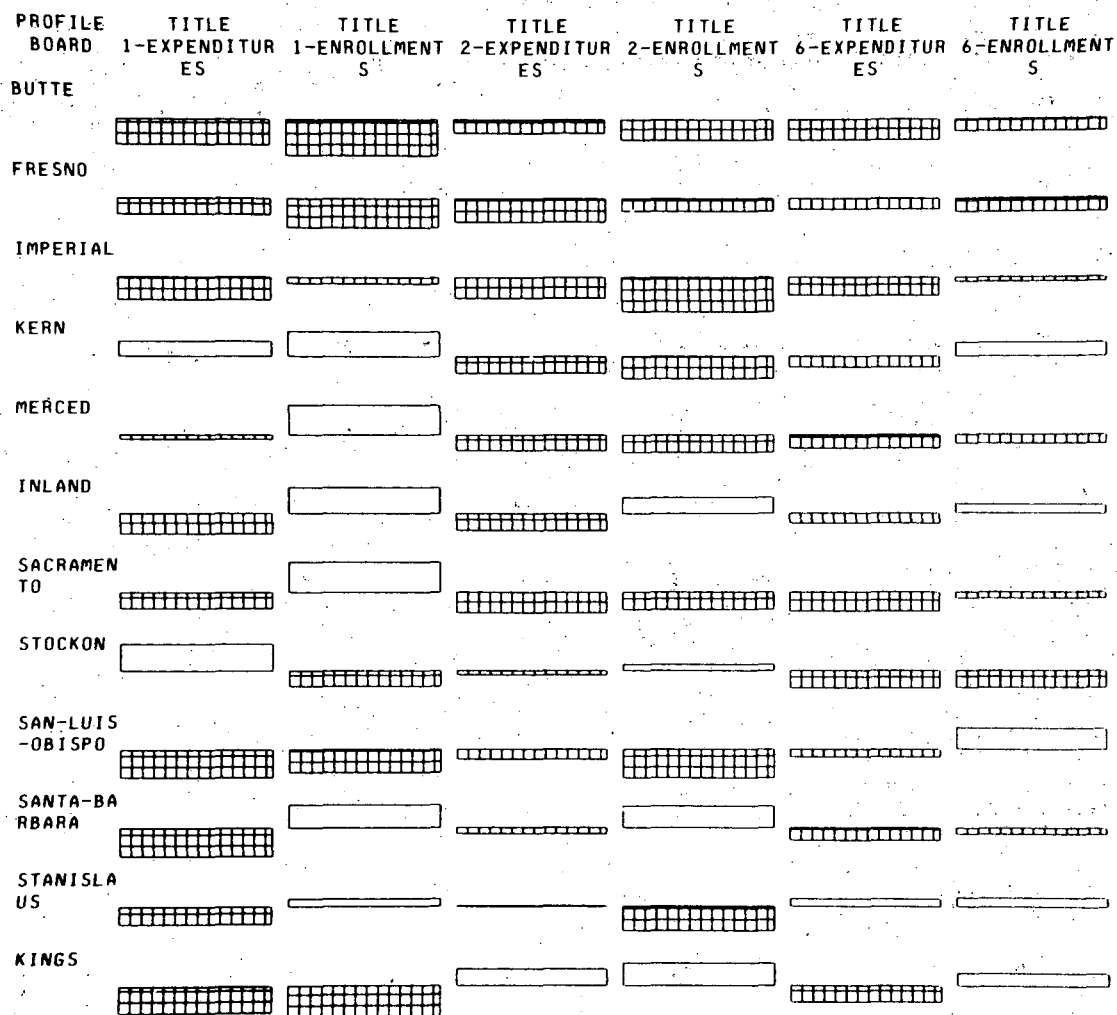 PROFILE TITLE TITLE TITLE TITLE TITLE TITLE
BOARD 1-EXPENDITUR 1-ENROLLMENT 2-EXPENDITUR 2-ENROLLMENT 6-EXPENDITUR 6-ENROLLMENT
ES S ES S ES S
BUTTE
FRESNO
IMPERIAL
KERN
MERCED
INLAND
SACRAMEN
TO
STOCKON
SAN-LUIS
-OBISPO
SANTA-BA
RBARA
STANISLA
US
KINGS